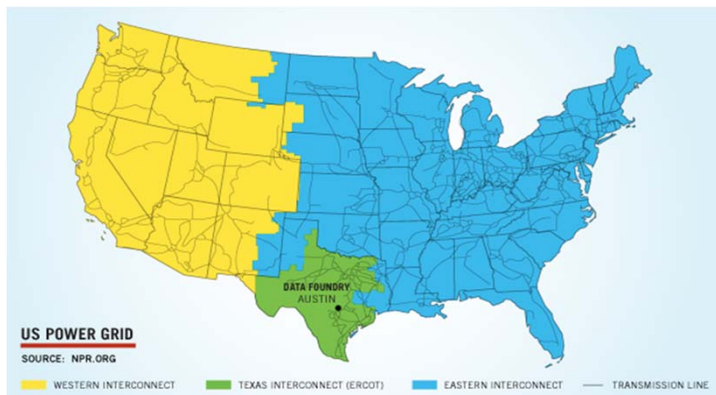 DATA FOUNDRY
AUSTIN
US POWER GRID
SOURCE: NPR.ORG
WESTERN INTERCONNECT
TEXAS INTERCONNECT (ERCOT)
EASTERN INTERCONNECT
TRANSMISSION LINE